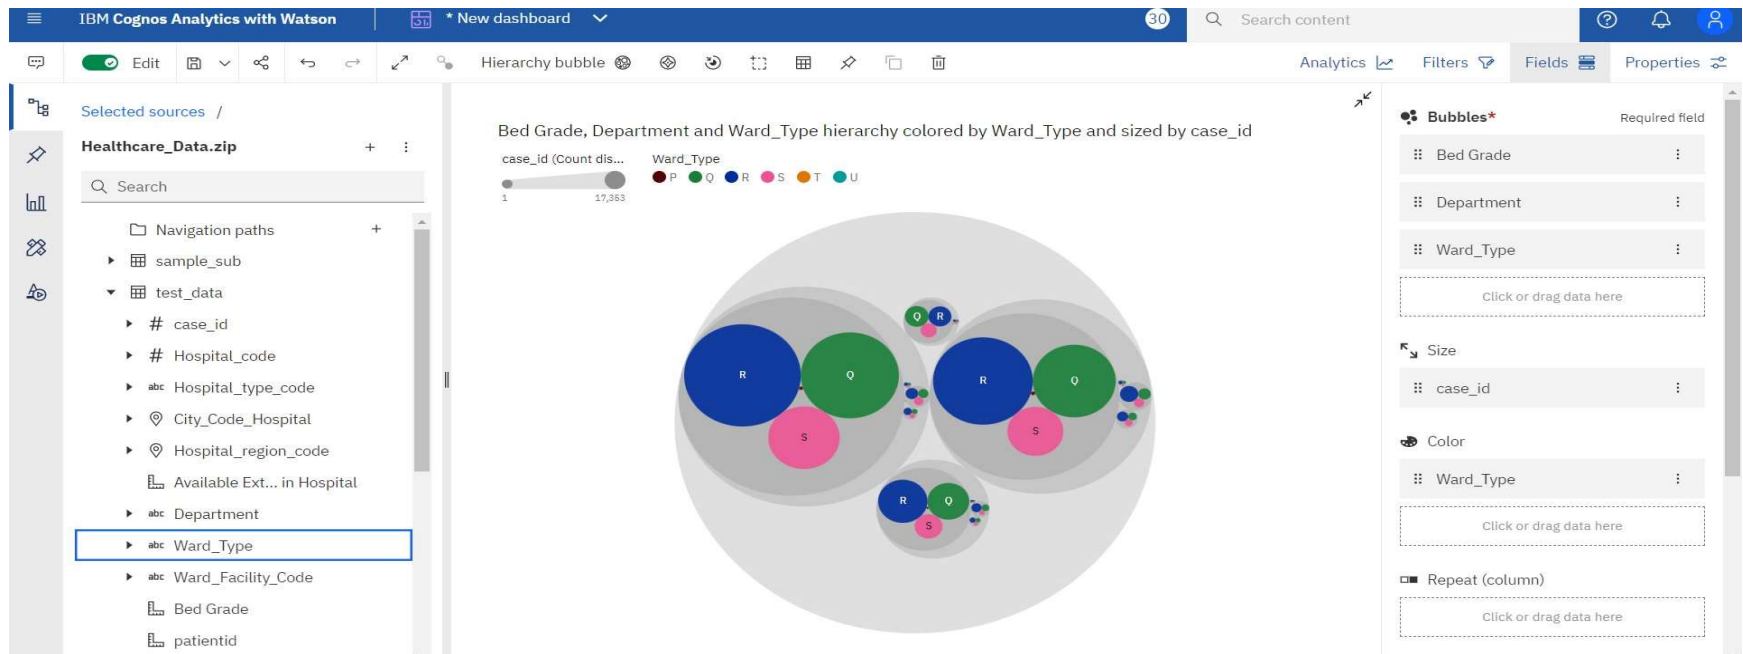 IBM Cognos Analytics with Watson
* New dashboard
30
Search content
Edit
Hierarchy bubble
Analytics
Filters
Fields
Properties
Selected sources /
Healthcare_Data.zip
Search
Navigation paths
sample_sub
test_data
# case_id
# Hospital_code
abc Hospital_type_code
City_Code_Hospital
Hospital_region_code
Available Ext... in Hospital
abc Department
abc Ward_Type
abc Ward_Facility_Code
Bed Grade
patientid
Bed Grade, Department and Ward_Type hierarchy colored by Ward_Type and sized by case_id
case_id (Count dis...
1 17,353
Ward_Type
P Q R S T U
Q R
R Q
S
R Q
S
R Q
S
Bubbles*
Required field
Bed Grade
Department
Ward_Type
Click or drag data here
Size
case_id
Color
Ward_Type
Click or drag data here
Repeat (column)
Click or drag data here